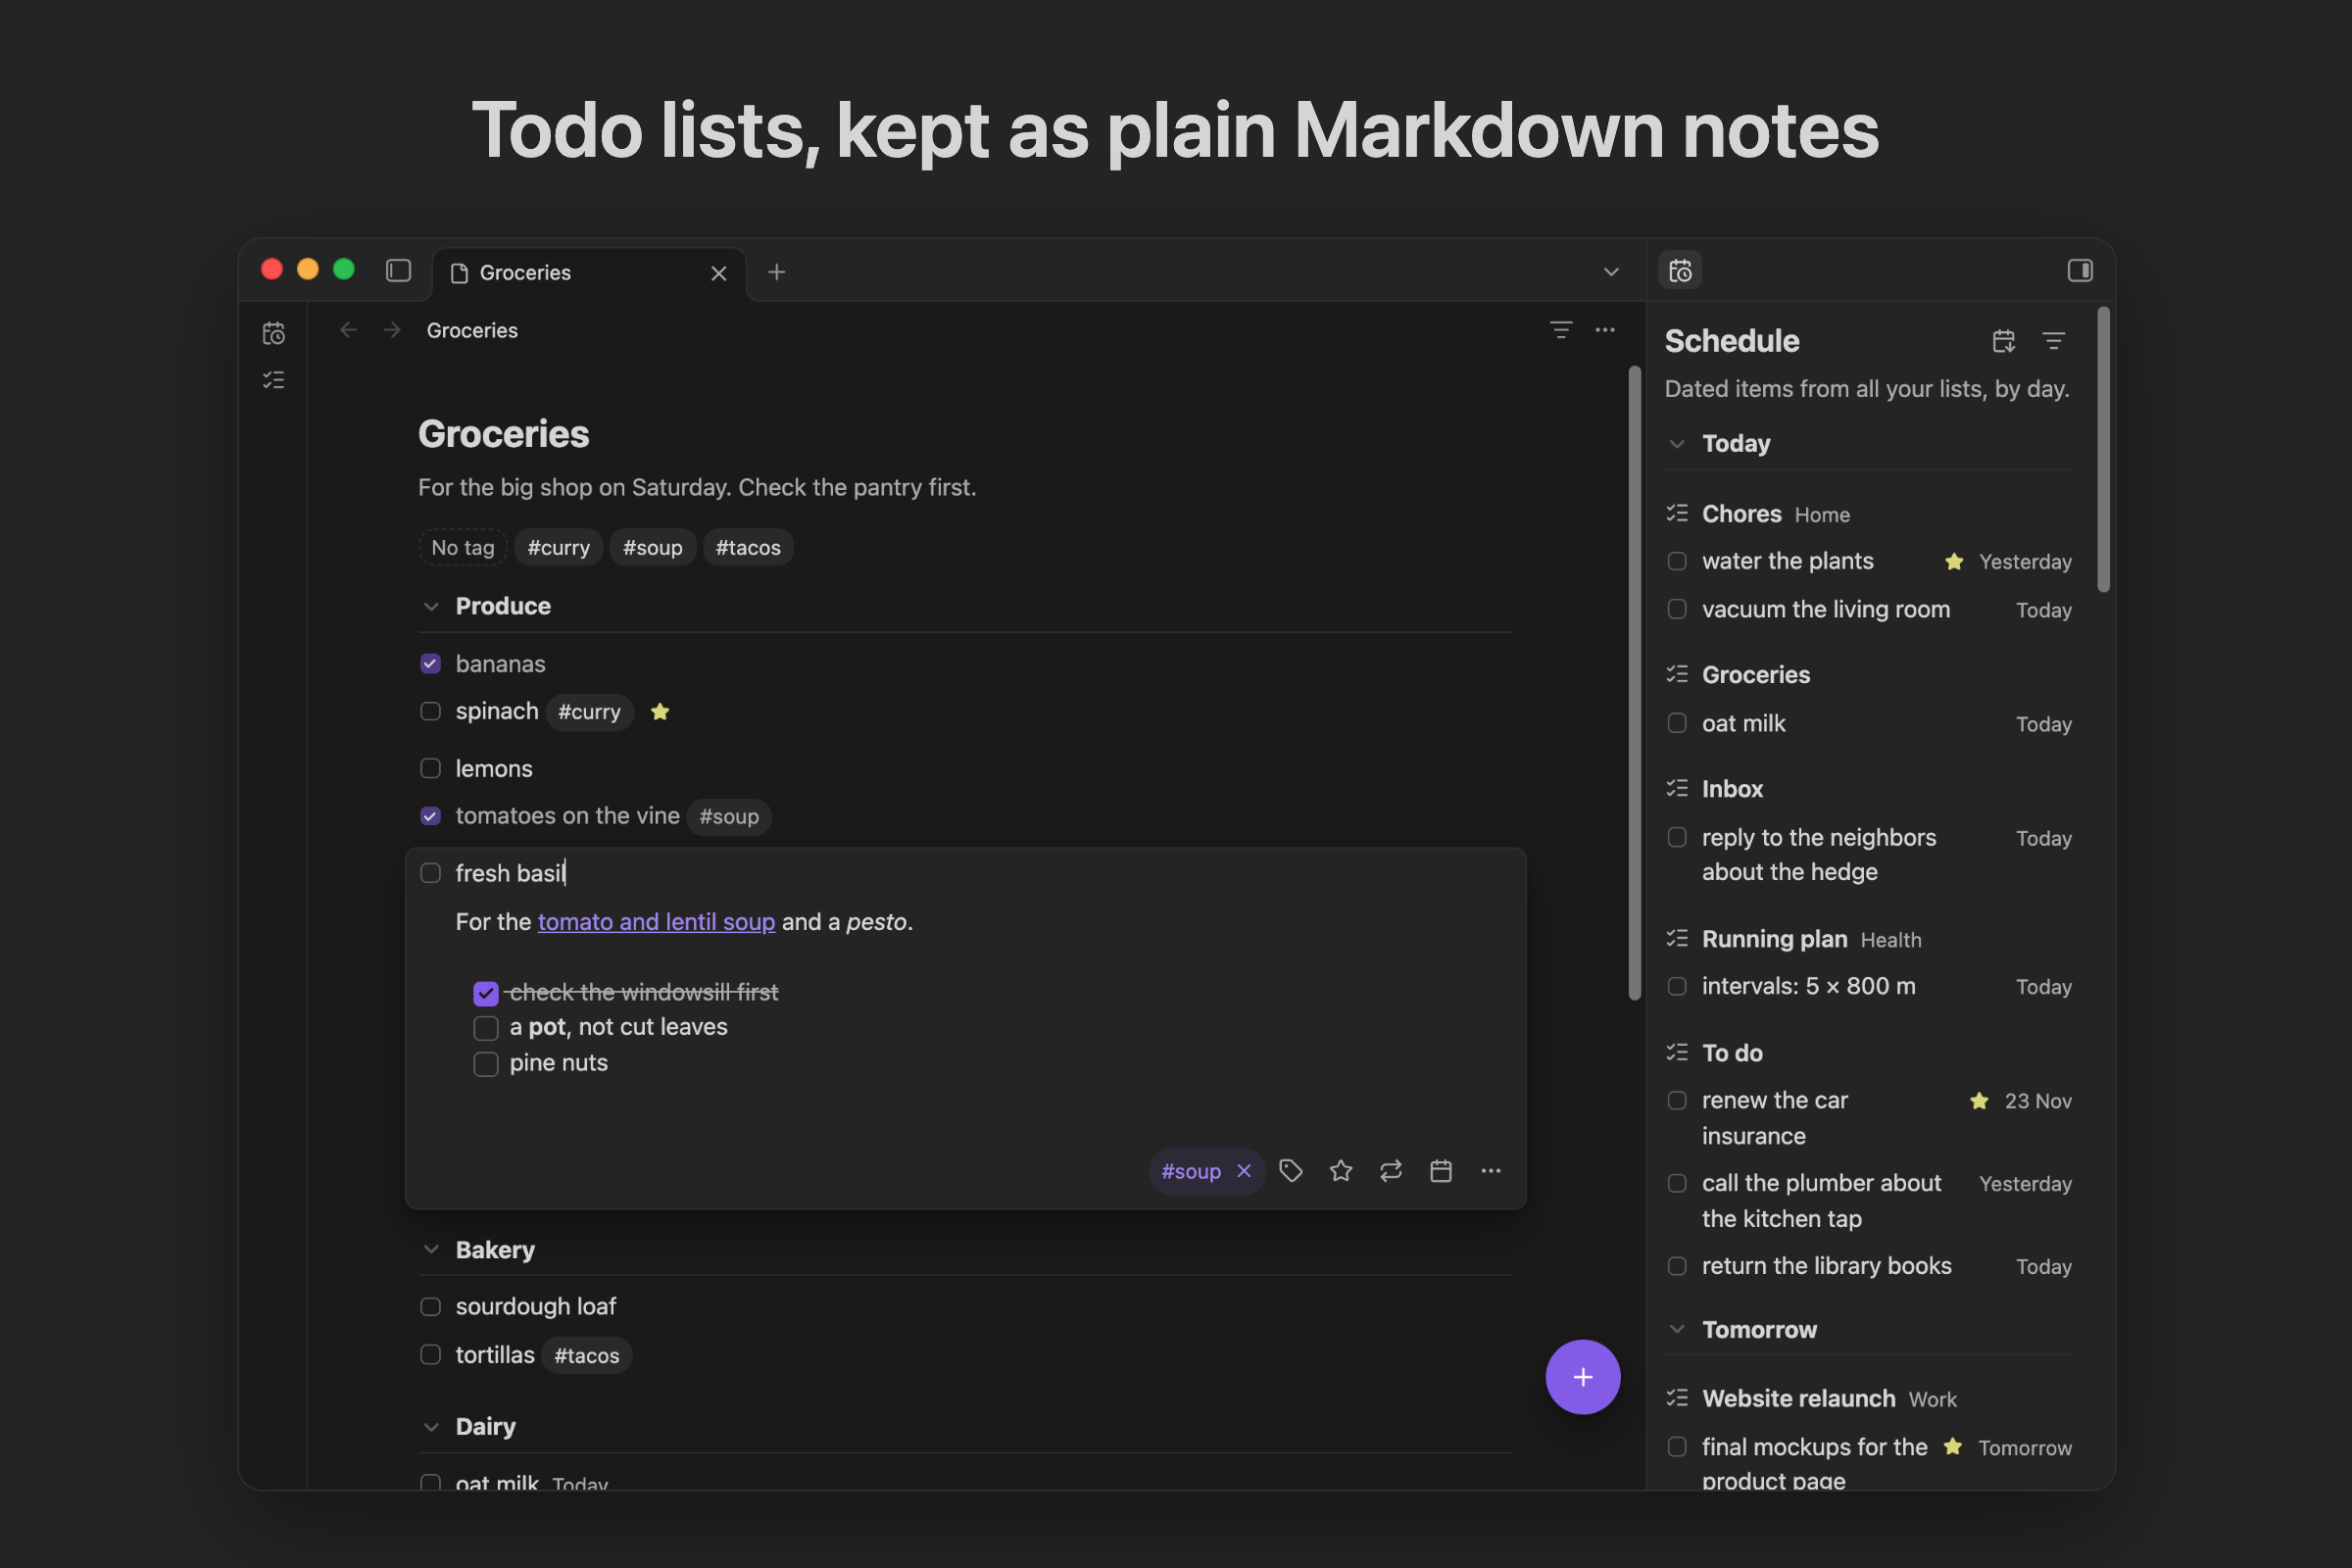 Todo lists, kept as plain Markdown notes
Groceries
Groceries
Groceries
For the big shop on Saturday. Check the pantry first.
No tag #curry #soup #tacos
Produce
bananas
spinach #curry
lemons
tomatoes on the vine #soup
fresh basil
For the tomato and lentil soup and a pesto.
check the windowsill first
a pot, not cut leaves
pine nuts
#soup
Bakery
sourdough loaf
tortillas #tacos
Dairy
oat milk Today
Schedule
Dated items from all your lists, by day.
Today
Chores Home
water the plants Yesterday
vacuum the living room Today
Groceries
oat milk Today
Inbox
reply to the neighbors Today
about the hedge
Running plan Health
intervals: 5 × 800 m Today
To do
renew the car 23 Nov
insurance
call the plumber about Yesterday
the kitchen tap
return the library books Today
Tomorrow
Website relaunch Work
final mockups for the Tomorrow
product page